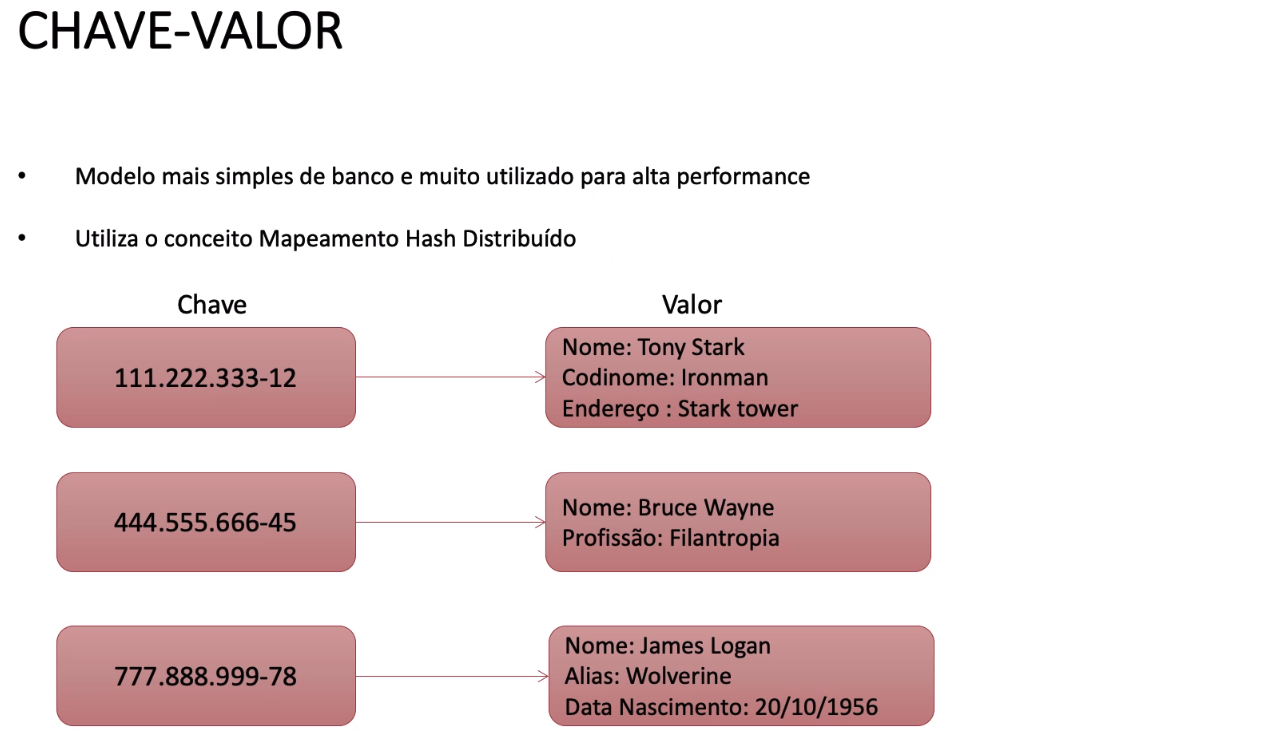 CHAVE-VALOR
• Modelo mais simples de banco e muito utilizado para alta performance
• Utiliza o conceito Mapeamento Hash Distribuído
Chave
Valor
111.222.333-12
Nome: Tony Stark
Codinome: Ironman
Endereço : Stark tower
444.555.666-45
Nome: Bruce Wayne
Profissão: Filantropia
777.888.999-78
Nome: James Logan
Alias: Wolverine
Data Nascimento: 20/10/1956